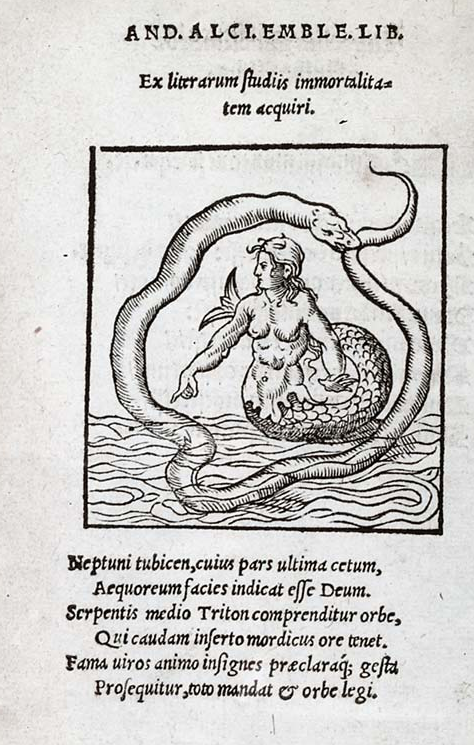 AND. ALCI. EMBLE. LIB.
Ex literarum ſtudiis immortalita=
tem acquiri.
Neptuni tubicen, cuius pars ultima cetum,
Aequoreum facies indicat eſſe Deum.
Serpentis medio Triton comprenditur orbe,
Qui caudam inſerto mordicus ore tenet.
Fama uiros animo inſignes præclaraq́; geſta
Proſequitur, toto mandat & orbe legi.